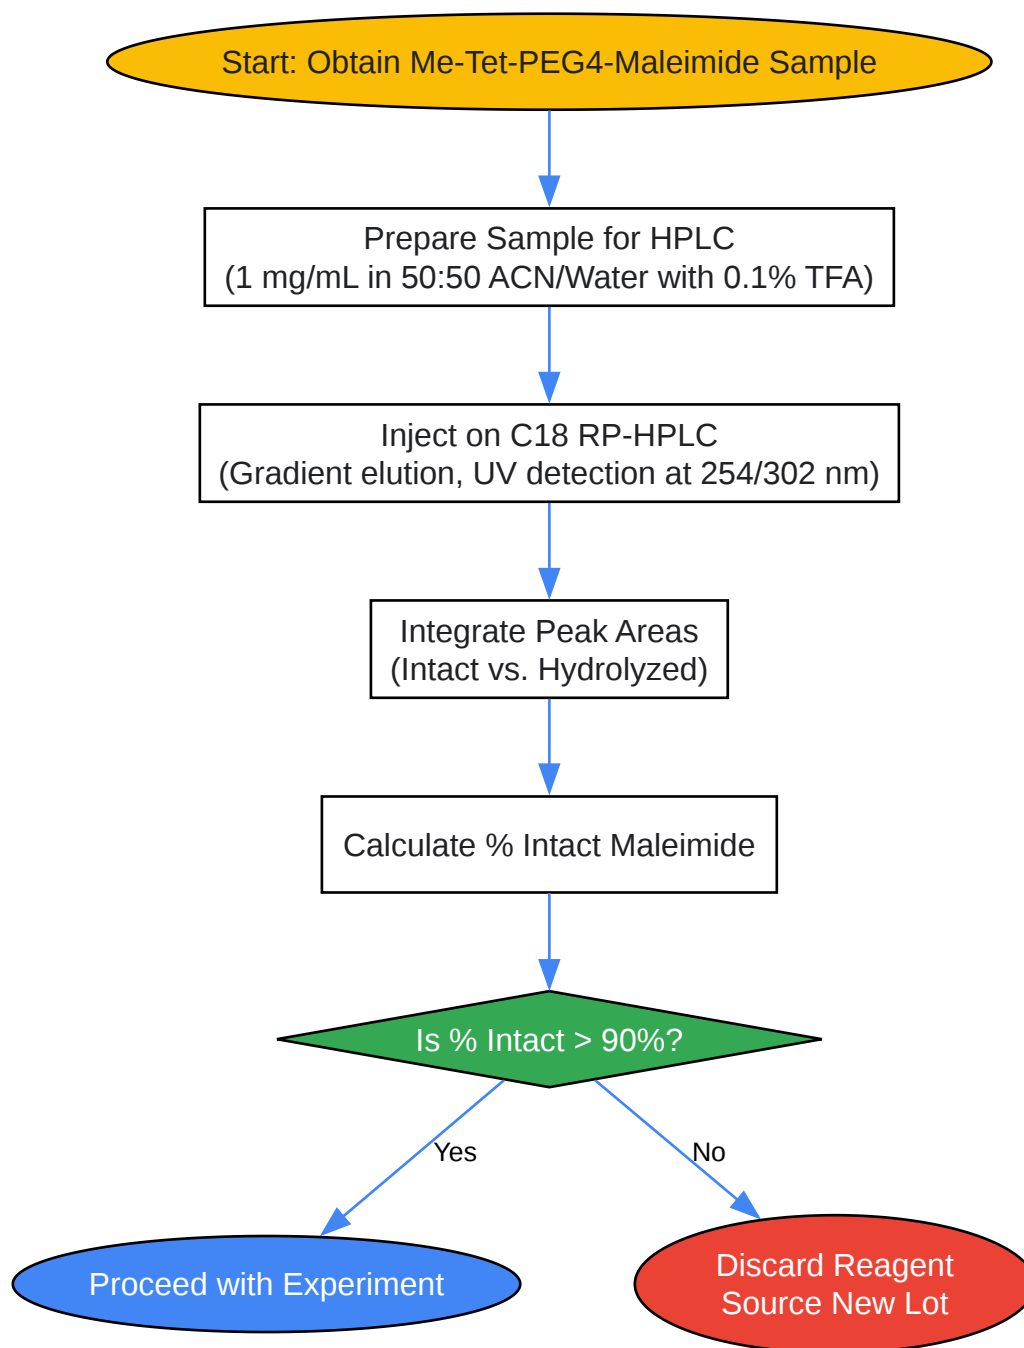 Start: Obtain Me-Tet-PEG4-Maleimide Sample
Prepare Sample for HPLC
(1 mg/mL in 50:50 ACN/Water with 0.1% TFA)
Inject on C18 RP-HPLC
(Gradient elution, UV detection at 254/302 nm)
Integrate Peak Areas
(Intact vs. Hydrolyzed)
Calculate % Intact Maleimide
Is % Intact > 90%?
Yes
No
Proceed with Experiment
Discard Reagent
Source New Lot